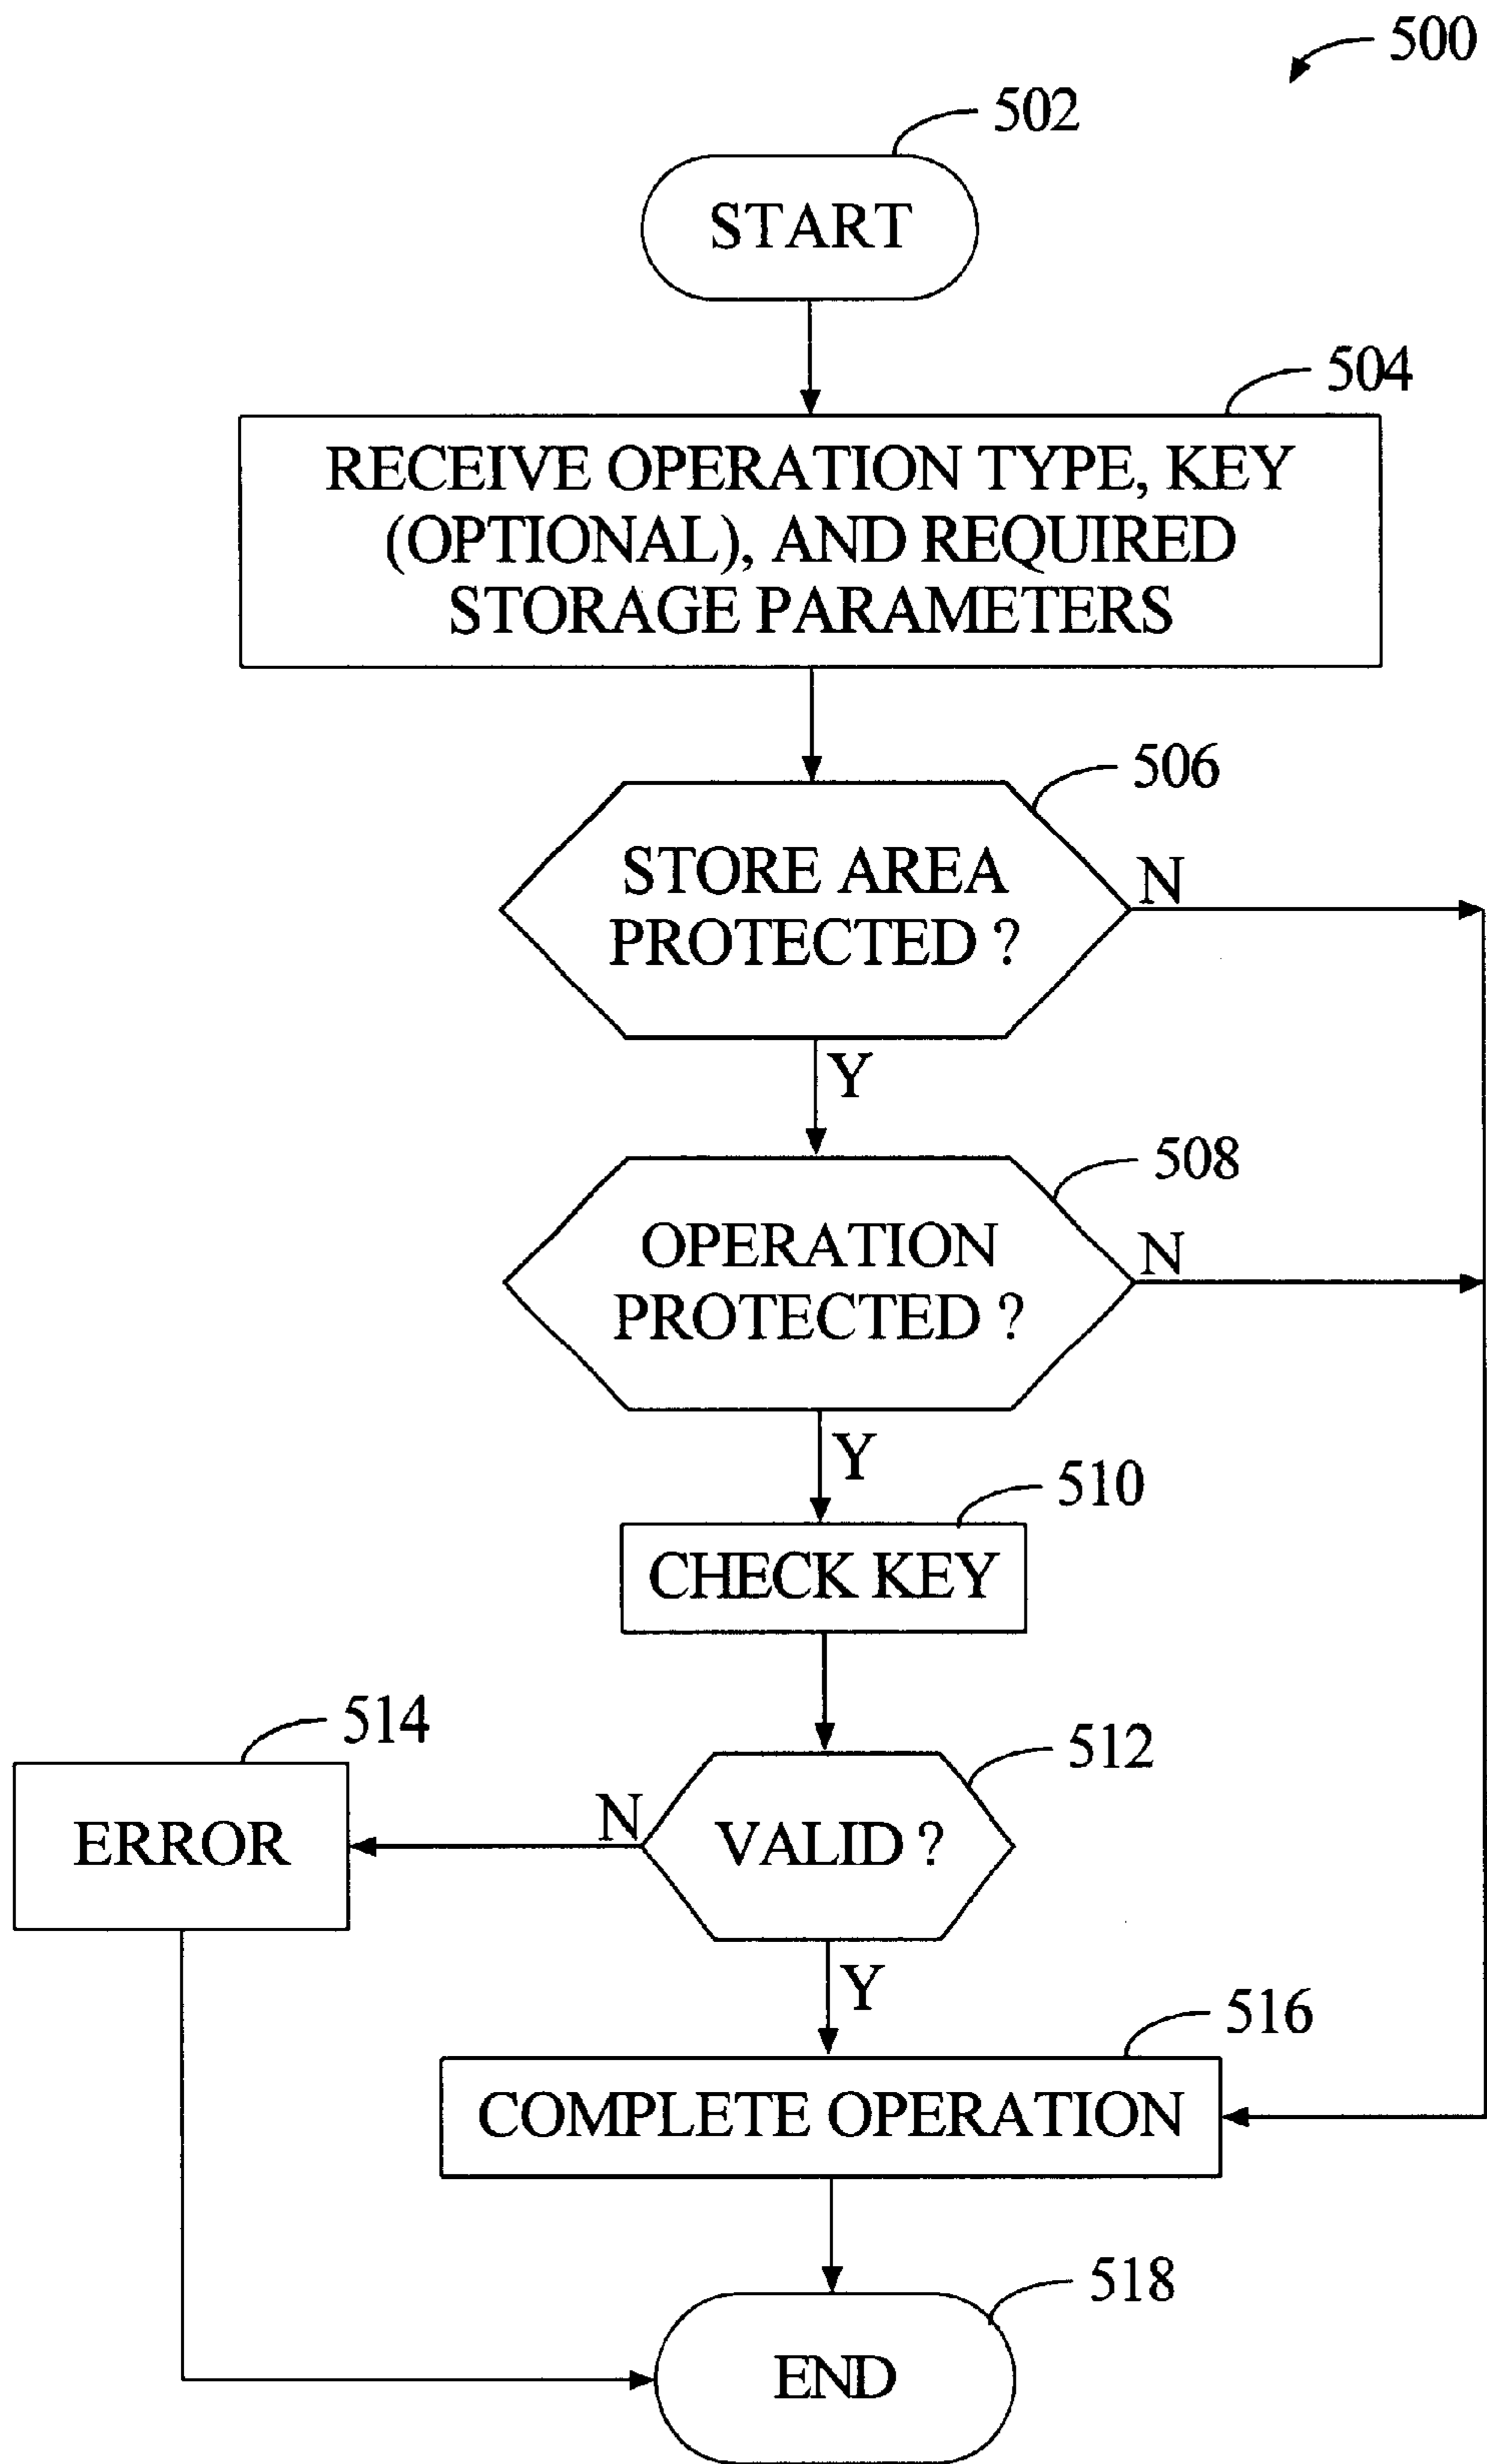 500
502
START
504
RECEIVE OPERATION TYPE, KEY
(OPTIONAL), AND REQUIRED
STORAGE PARAMETERS
506
STORE AREA
PROTECTED ?
N
Y
508
OPERATION
PROTECTED ?
N
Y
510
CHECK KEY
514
512
ERROR
N
VALID ?
Y
516
COMPLETE OPERATION
518
END